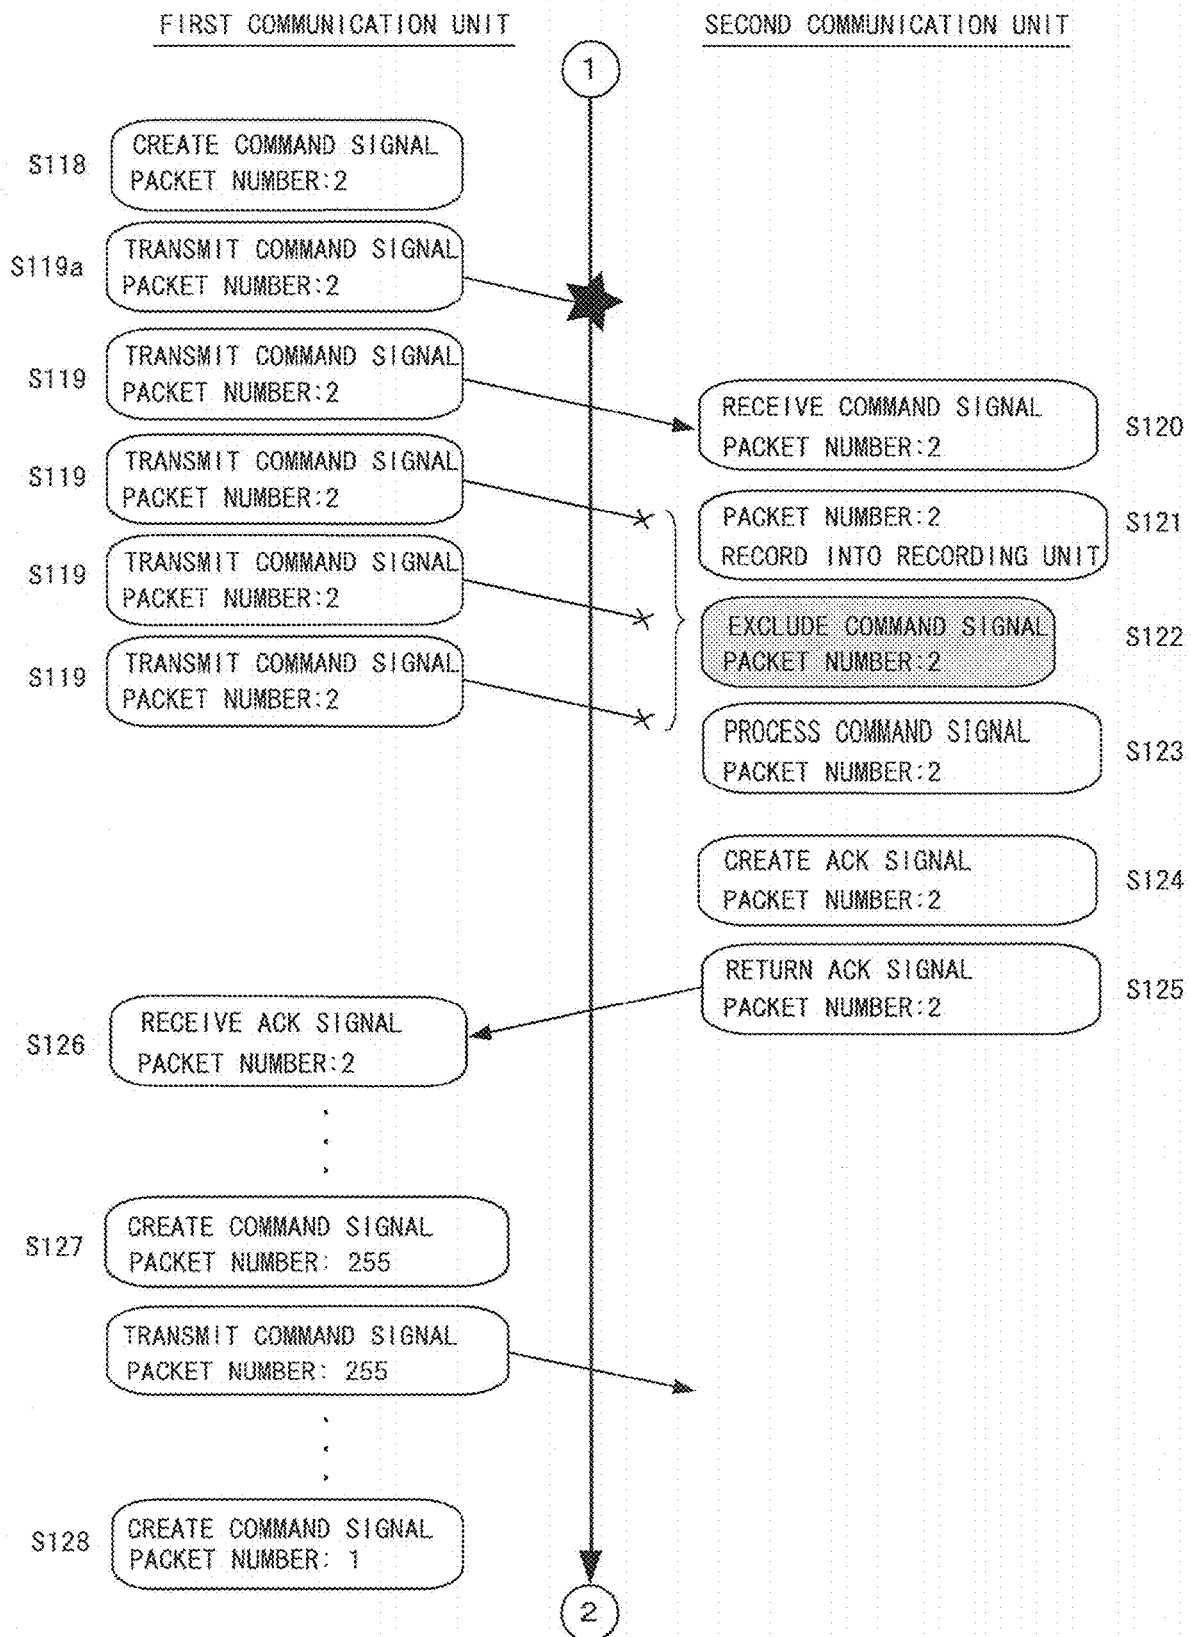 FIRST COMMUNICATION UNIT
SECOND COMMUNICATION UNIT
1
S118
CREATE COMMAND SIGNAL
PACKET NUMBER:2
S119a
TRANSMIT COMMAND SIGNAL
PACKET NUMBER:2
S119
TRANSMIT COMMAND SIGNAL
PACKET NUMBER:2
RECEIVE COMMAND SIGNAL
PACKET NUMBER:2
S120
S119
TRANSMIT COMMAND SIGNAL
PACKET NUMBER:2
PACKET NUMBER:2
RECORD INTO RECORDING UNIT
S121
S119
TRANSMIT COMMAND SIGNAL
PACKET NUMBER:2
EXCLUDE COMMAND SIGNAL
PACKET NUMBER:2
S122
S119
TRANSMIT COMMAND SIGNAL
PACKET NUMBER:2
PROCESS COMMAND SIGNAL
PACKET NUMBER:2
S123
CREATE ACK SIGNAL
PACKET NUMBER:2
S124
RETURN ACK SIGNAL
PACKET NUMBER:2
S125
S126
RECEIVE ACK SIGNAL
PACKET NUMBER:2
S127
CREATE COMMAND SIGNAL
PACKET NUMBER: 255
TRANSMIT COMMAND SIGNAL
PACKET NUMBER: 255
S128
CREATE COMMAND SIGNAL
PACKET NUMBER: 1
2